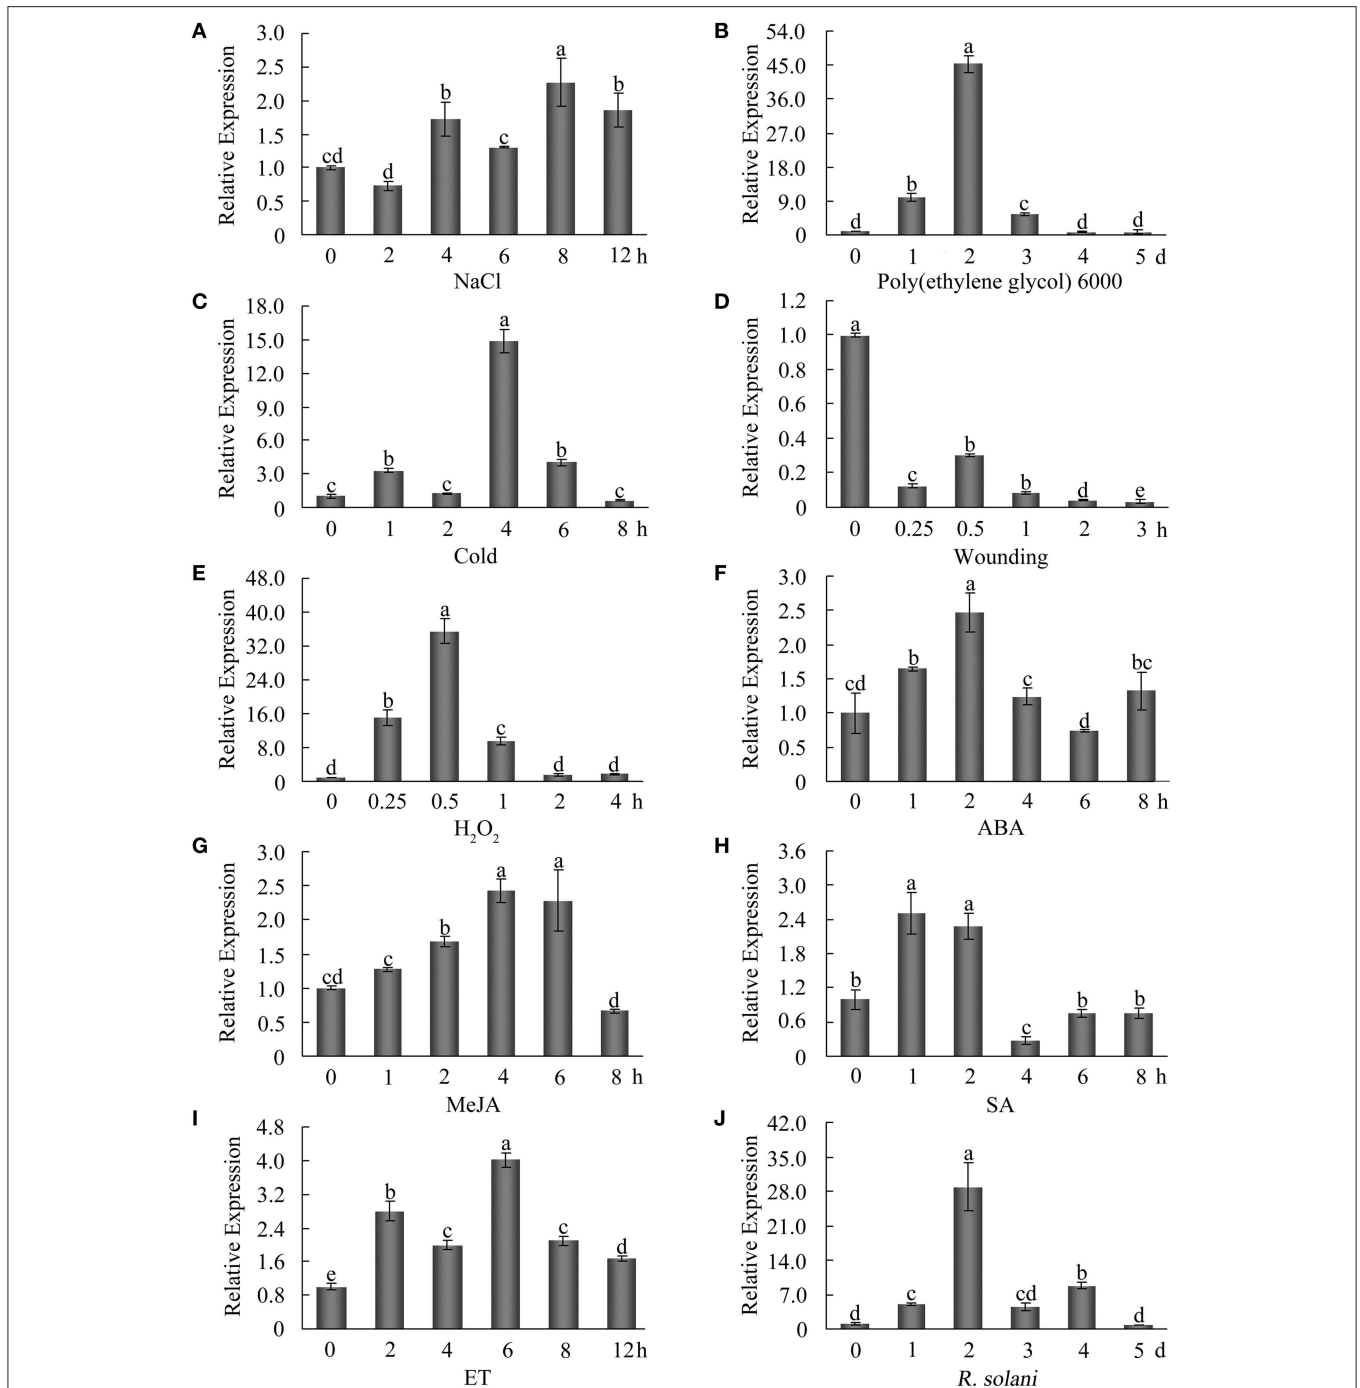 A
Relative Expression
3.0
2.5
2.0
1.5
1.0
0.5
0
cd d b c a b
0 2 4 6 8 12 h
NaCl
B
Relative Expression
54.0
45.0
36.0
27.0
18.0
9.0
0
d b a c d d
0 1 2 3 4 5 d
Poly(ethylene glycol) 6000
C
Relative Expression
18.0
15.0
12.0
9.0
6.0
3.0
0
c b c a b c
0 1 2 4 6 8 h
Cold
D
Relative Expression
1.2
1.0
0.8
0.6
0.4
0.2
0
a c b b d e
0 0.25 0.5 1 2 3 h
Wounding
E
Relative Expression
48.0
40.0
32.0
24.0
16.0
8.0
0
d b a c d d
0 0.25 0.5 1 2 4 h
H₂O₂
F
Relative Expression
3.0
2.5
2.0
1.5
1.0
0.5
0
cd b a c d bc
0 1 2 4 6 8 h
ABA
G
Relative Expression
3.0
2.5
2.0
1.5
1.0
0.5
0
cd c b a a d
0 1 2 4 6 8 h
MeJA
H
Relative Expression
3.6
3.0
2.4
1.8
1.2
0.6
0
b a a c b b
0 1 2 4 6 8 h
SA
I
Relative Expression
4.8
4.0
3.2
2.4
1.6
0.8
0
e b c a c d
0 2 4 6 8 12 h
ET
J
Relative Expression
42.0
35.0
28.0
21.0
14.0
7.0
0
d c a cd b d
0 1 2 3 4 5 d
R. solani